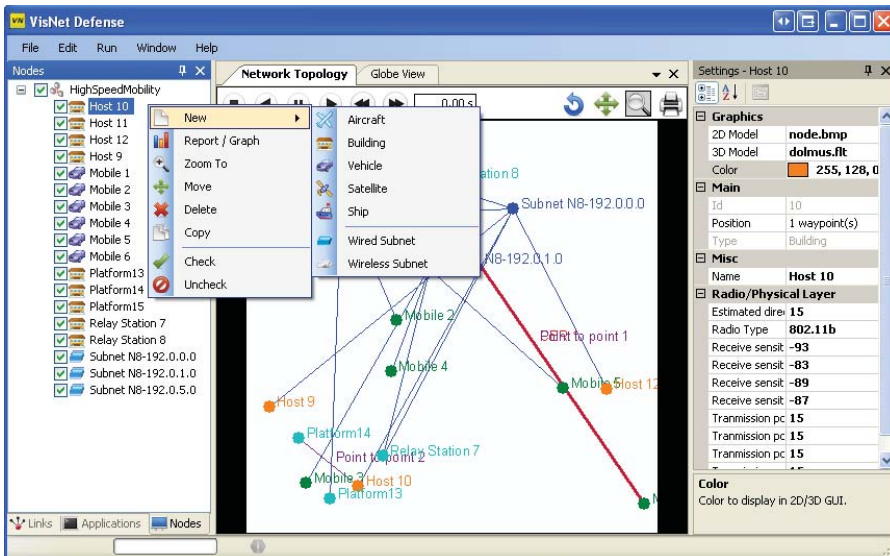 VN VisNet Defense
File Edit Run Window Help
Nodes
HighSpeedMobility
Host 10
Host 11
Host 12
Host 9
Mobile 1
Mobile 2
Mobile 3
Mobile 4
Mobile 5
Mobile 6
Platform13
Platform14
Platform15
Relay Station 7
Relay Station 8
Subnet N8-192.0.0.0
Subnet N8-192.0.1.0
Subnet N8-192.0.5.0
Links Applications Nodes
New
Report / Graph
Zoom To
Move
Delete
Copy
Check
Uncheck
Aircraft
Building
Vehicle
Satellite
Ship
Wired Subnet
Wireless Subnet
Network Topology Globe View
0.00 s
ation 8
Subnet N8-192.0.0.0
N8-192.0.1.0
Mobile 2
Point to point 1
Mobile 4
Mobile 5
Host 12
Host 9
Platform14
Relay Station 7
Point to point 2
Mobile 3
Host 10
Platform13
M
Settings - Host 10
Graphics
2D Model node.bmp
3D Model dolmus.flt
Color 255, 128, 0
Main
Id 10
Position 1 waypoint(s)
Type Building
Misc
Name Host 10
Radio/Physical Layer
Estimated dire 15
Radio Type 802.11b
Receive sensit -93
Receive sensit -83
Receive sensit -89
Receive sensit -87
Tranmission pc 15
Tranmission pc 15
Tranmission pc 15
Color
Color to display in 2D/3D GUI.